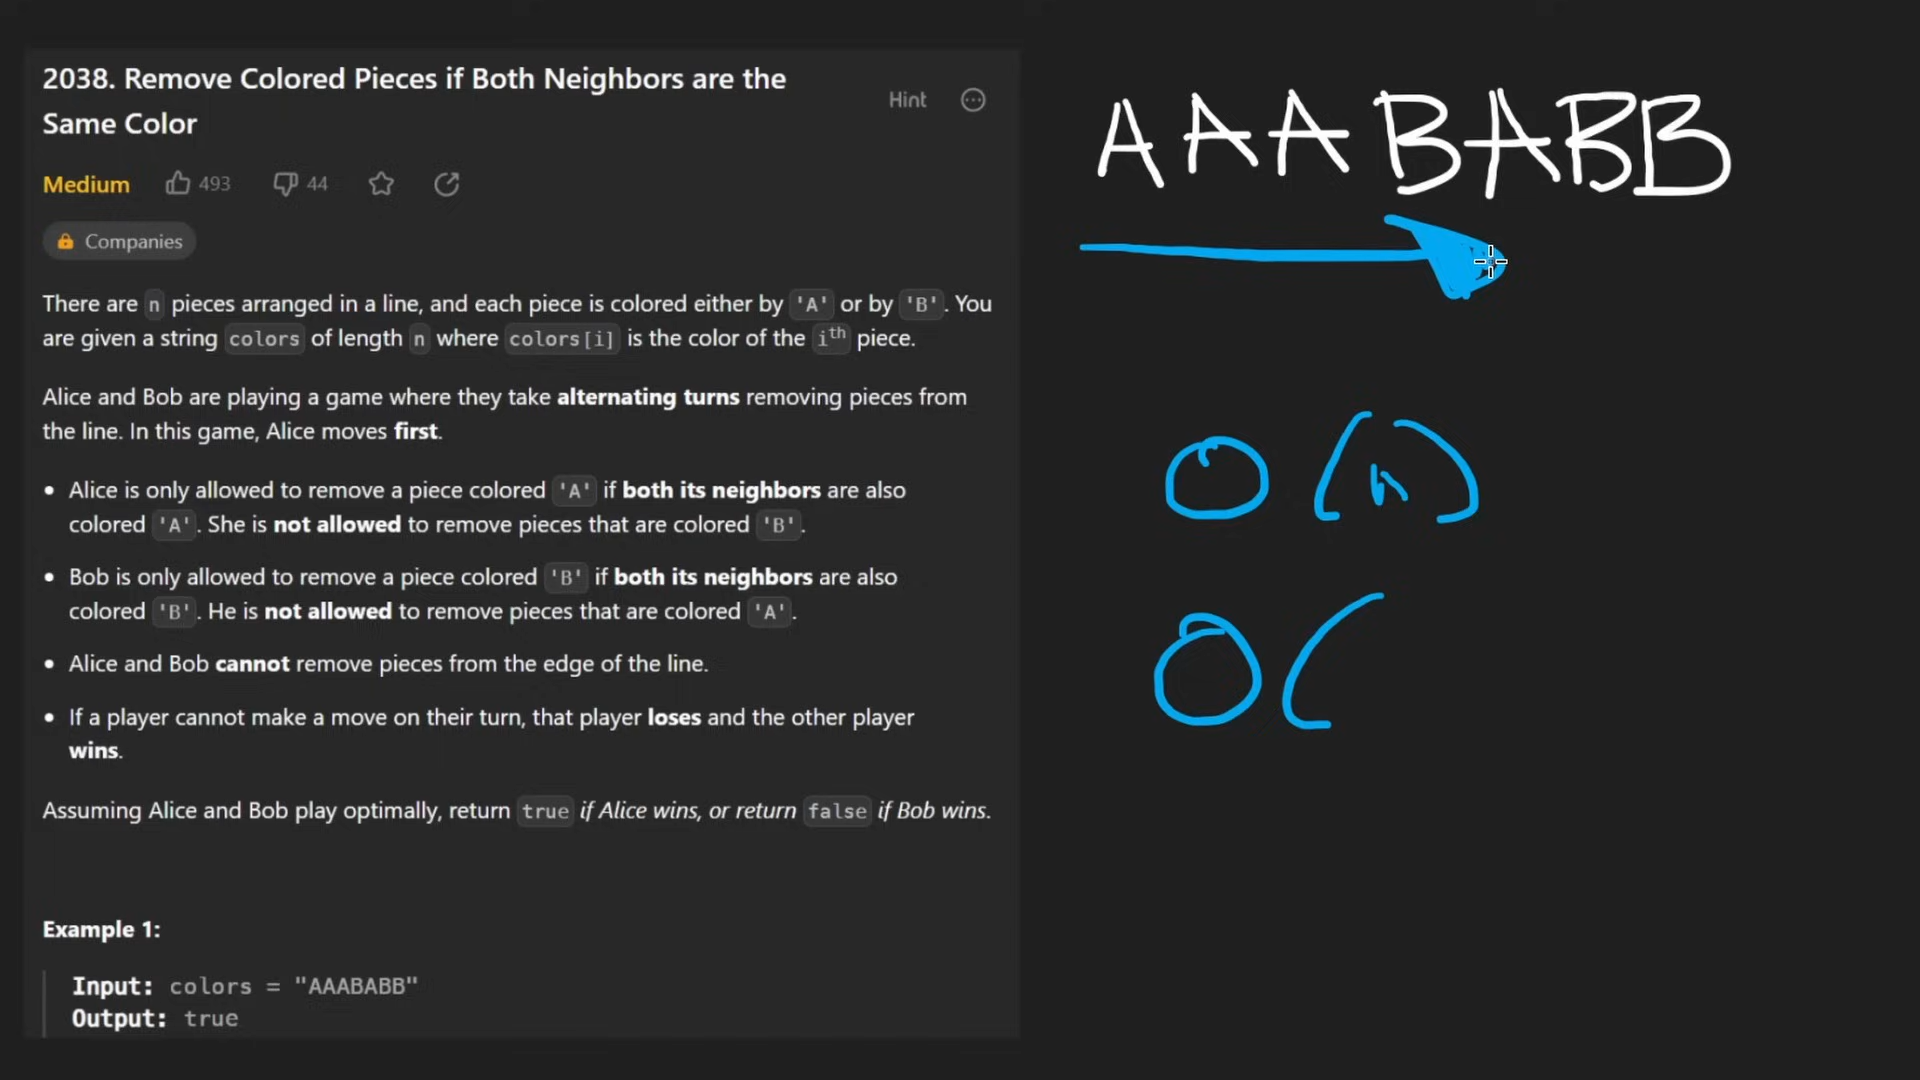 2038. Remove Colored Pieces if Both Neighbors are the
Same Color
Hint
Medium 493 44
Companies
There are n pieces arranged in a line, and each piece is colored either by 'A' or by 'B'. You
are given a string colors of length n where colors[i] is the color of the iᵗʰ piece.
Alice and Bob are playing a game where they take alternating turns removing pieces from
the line. In this game, Alice moves first.
• Alice is only allowed to remove a piece colored 'A' if both its neighbors are also
colored 'A'. She is not allowed to remove pieces that are colored 'B'.
• Bob is only allowed to remove a piece colored 'B' if both its neighbors are also
colored 'B'. He is not allowed to remove pieces that are colored 'A'.
• Alice and Bob cannot remove pieces from the edge of the line.
• If a player cannot make a move on their turn, that player loses and the other player
wins.
Assuming Alice and Bob play optimally, return true if Alice wins, or return false if Bob wins.
Example 1:
Input: colors = "AAABABB"
Output: true
AAABABB
O(n)
O(